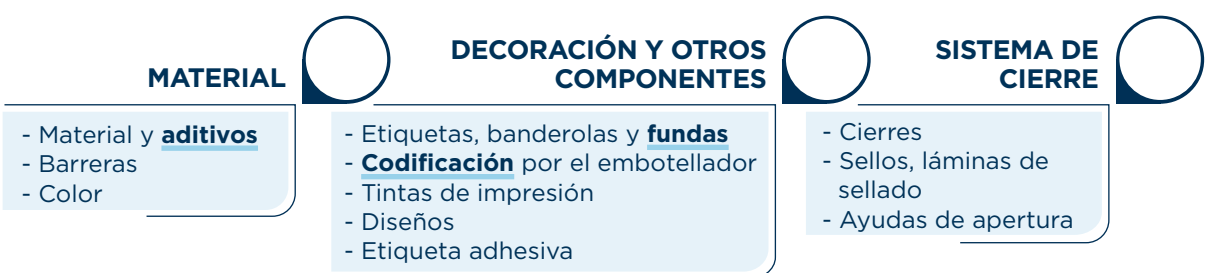 MATERIAL
- Material y aditivos
- Barreras
- Color
DECORACIÓN Y OTROS
COMPONENTES
- Etiquetas, banderolas y fundas
- Codificación por el embotellador
- Tintas de impresión
- Diseños
- Etiqueta adhesiva
SISTEMA DE
CIERRE
- Cierres
- Sellos, láminas de
sellado
- Ayudas de apertura